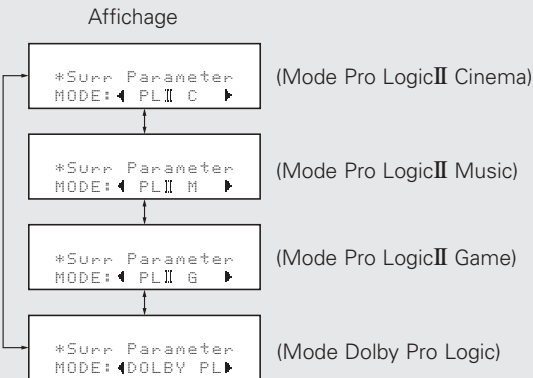 Affichage
*Surr Parameter
MODE:◀ PLⅡ C ▶
(Mode Pro LogicⅡ Cinema)
*Surr Parameter
MODE:◀ PLⅡ M ▶
(Mode Pro LogicⅡ Music)
*Surr Parameter
MODE:◀ PLⅡ G ▶
(Mode Pro LogicⅡ Game)
*Surr Parameter
MODE:◀DOLBY PL▶
(Mode Dolby Pro Logic)